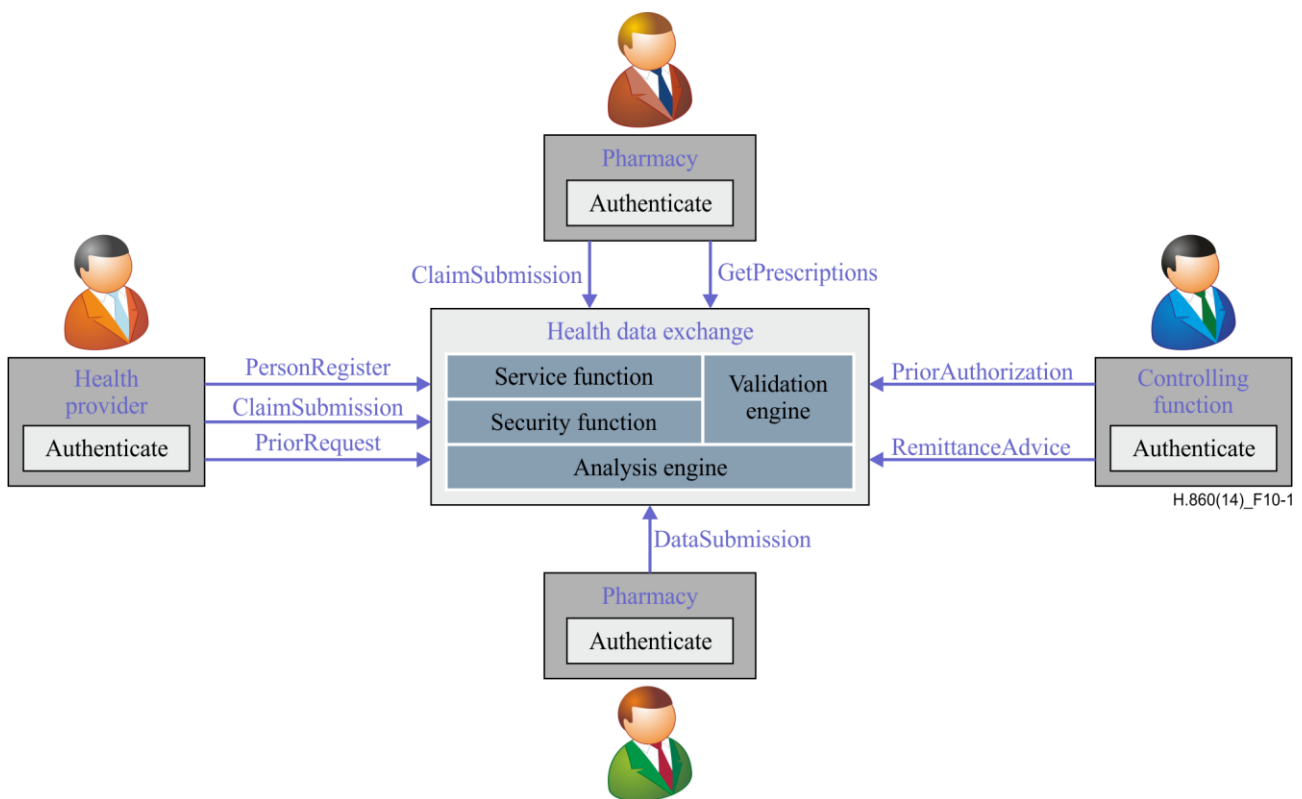 Pharmacy
Authenticate
ClaimSubmission
GetPrescriptions
Health data exchange
Service function
Security function
Validation
engine
Analysis engine
Health
provider
Authenticate
PersonRegister
ClaimSubmission
PriorRequest
PriorAuthorization
RemittanceAdvice
Controlling
function
Authenticate
H.860(14)_F10-1
DataSubmission
Pharmacy
Authenticate